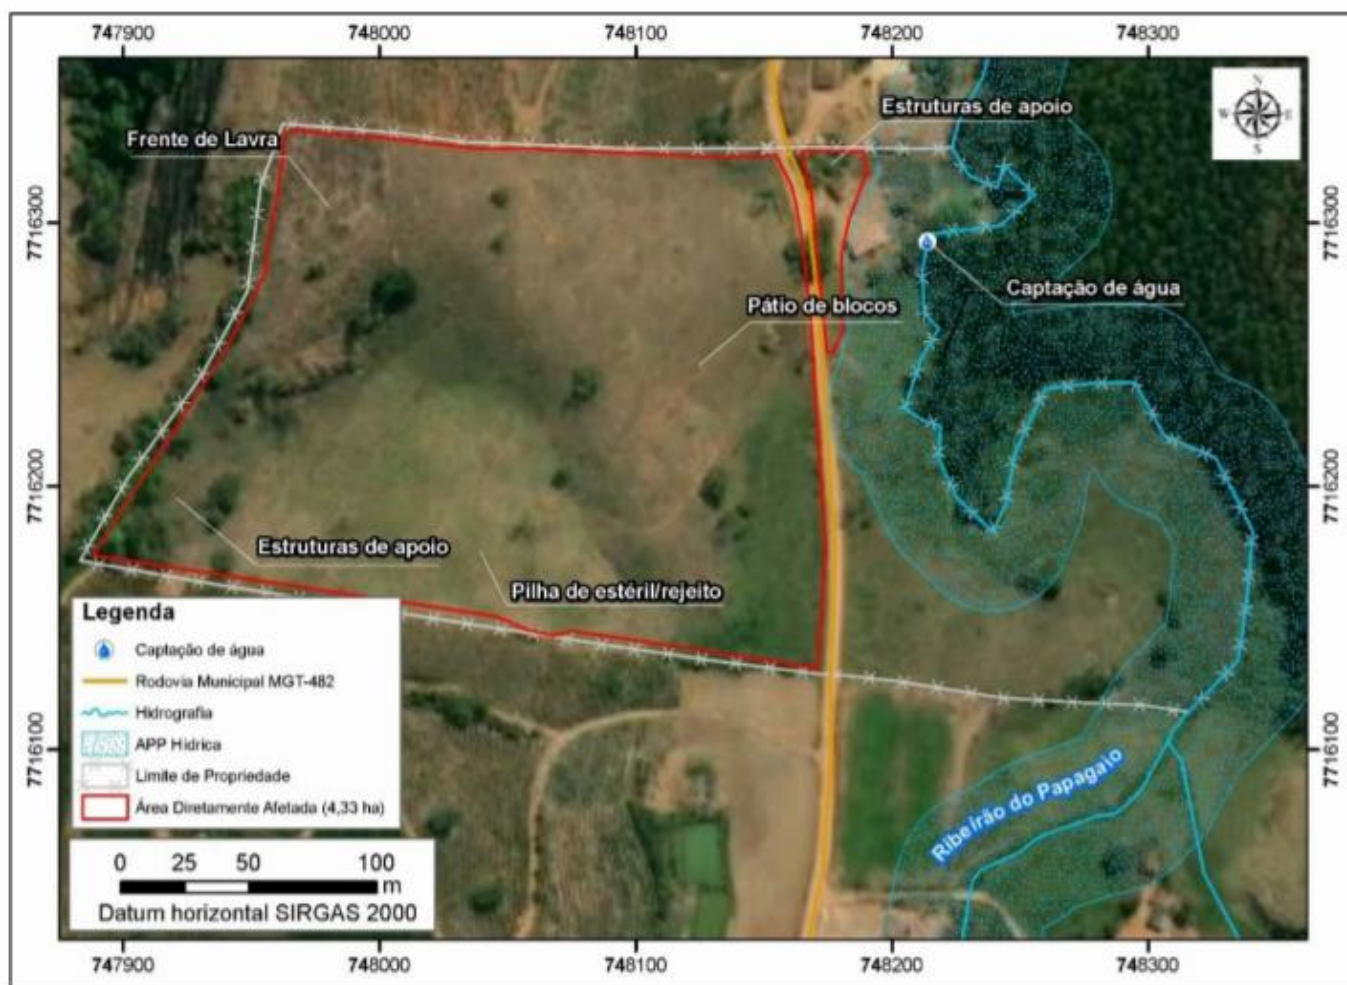 747900 748000 748100 748200 748300
N
W E
S
Estruturas de apoio
Frente de Lavra
7716300 7716300
Captação de água
Pátio de blocos
7716200 7716200
Estruturas de apoio
Pilha de estéril/rejeito
Legenda
Captação de água
Rodovia Municipal MGT-482
Hidrografia
APP Hídrica
Limite de Propriedade
Área Diretamente Afetada (4,33 ha)
7716100 7716100
Ribeirão do Papagaio
0 25 50 100
m
Datum horizontal SIRGAS 2000
747900 748000 748100 748200 748300